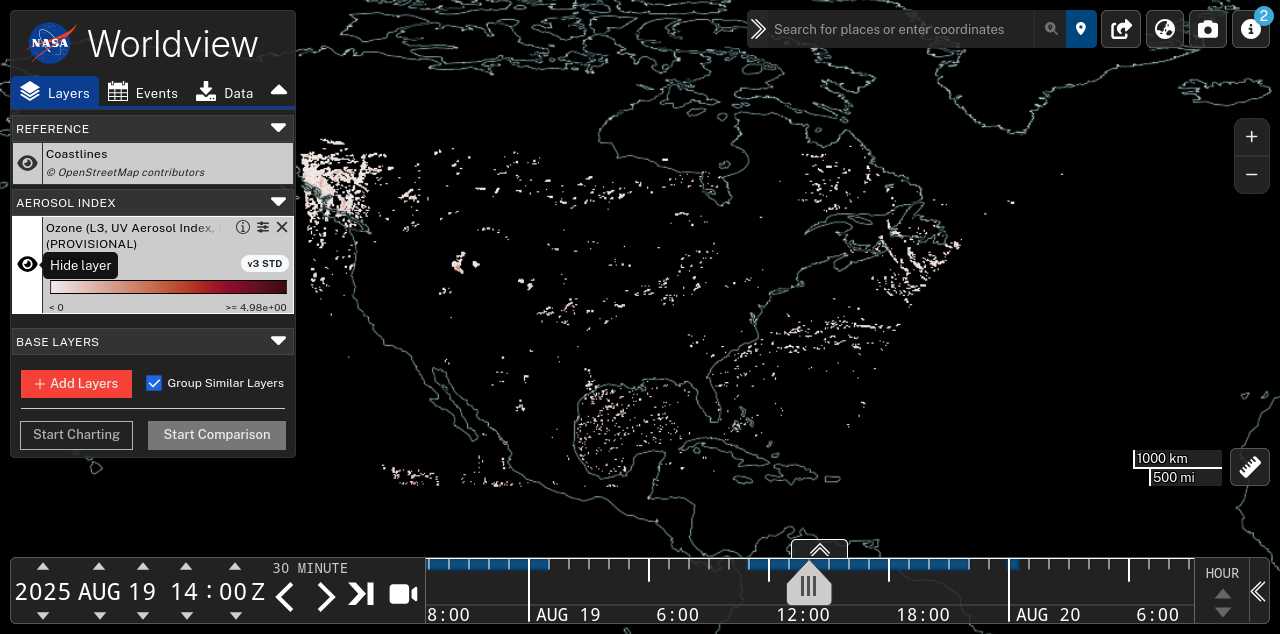 NASA
Worldview
Search for places or enter coordinates
2
Layers
Events
Data
REFERENCE
Coastlines
© OpenStreetMap contributors
AEROSOL INDEX
Ozone (L3, UV Aerosol Index,
(PROVISIONAL)
Hide layer
v3 STD
< 0
>= 4.98e+00
BASE LAYERS
+ Add Layers
Group Similar Layers
Start Charting
Start Comparison
1000 km
500 mi
30 MINUTE
2025 AUG 19 14 : 00 Z
8:00
AUG 19
6:00
12:00
18:00
AUG 20
6:00
HOUR